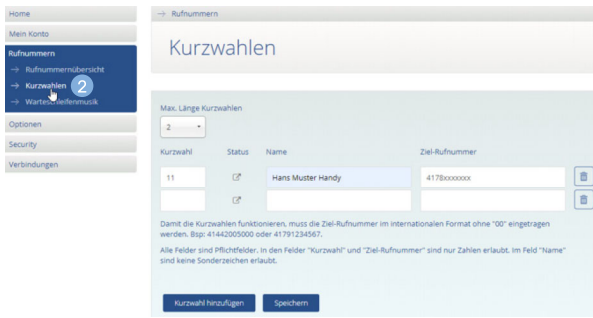 Home
Mein Konto
Rufnummern
→ Rufnummernübersicht
→ Kurzwahlen 2
→ Warteschleifenmusik
Optionen
Security
Verbindungen
→ Rufnummern
Kurzwahlen
Max. Länge Kurzwahlen
2
Kurzwahl Status Name Ziel-Rufnummer
11 Hans Muster Handy 4178xxxxxxx
Damit die Kurzwahlen funktionieren, muss die Ziel-Rufnummer im Internationalen Format ohne "00" eingetragen
werden. Bsp: 41442005000 oder 41791234567.
Alle Felder sind Pflichtfelder. In den Felder "Kurzwahl" und "Ziel-Rufnummer" sind nur Zahlen erlaubt. Im Feld "Name"
sind keine Sonderzeichen erlaubt.
Kurzwahl hinzufügen Speichern